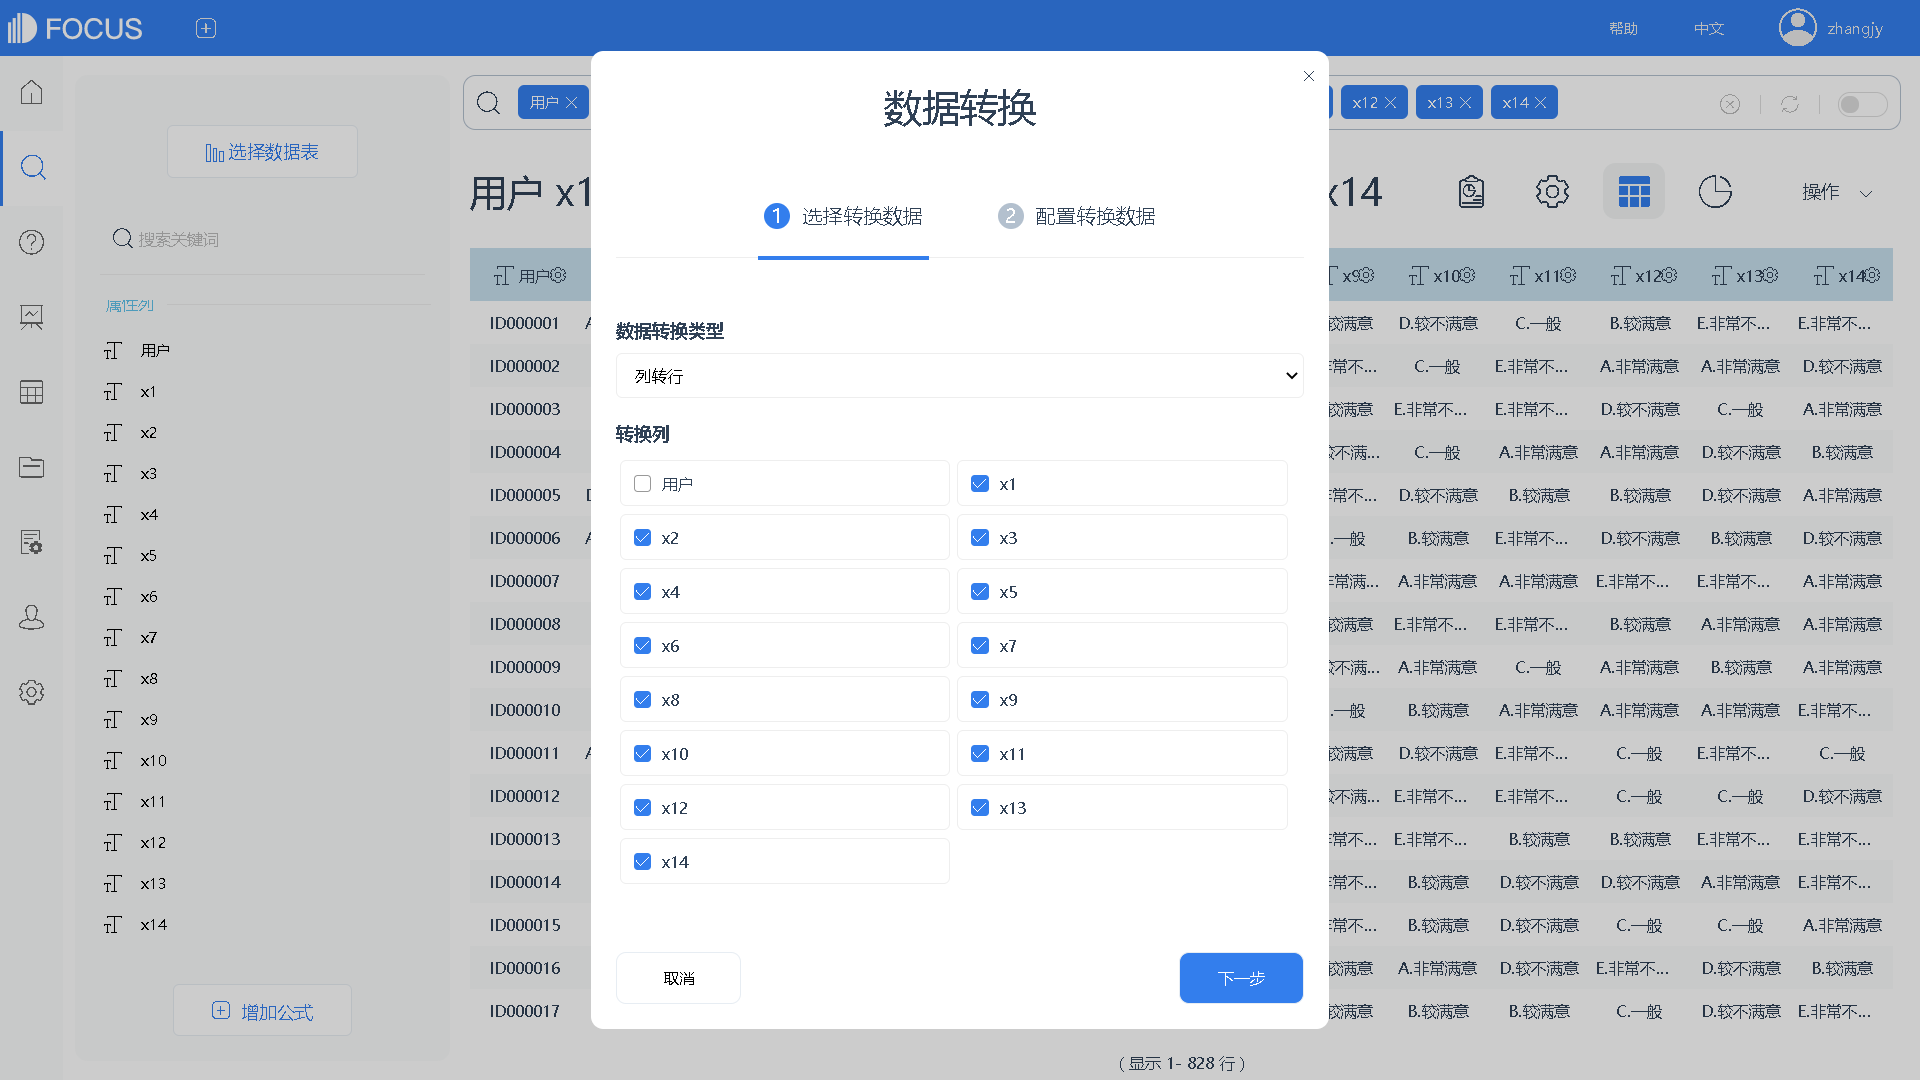 FOCUS
帮助 中文 zhangjy
选择数据表
搜索关键词
属性列
用户
x1
x2
x3
x4
x5
x6
x7
x8
x9
x10
x11
x12
x13
x14
增加公式
用户 x12 x13 x14
用户 x1 x14
操作
用户 x9 x10 x11 x12 x13 x14
ID000001 较满意 D.较不满意 C.一般 B.较满意 E.非常不... E.非常不...
ID000002 常不... C.一般 E.非常不... A.非常满意 A.非常满意 D.较不满意
ID000003 较满意 E.非常不... E.非常不... D.较不满意 C.一般 A.非常满意
ID000004 不满... C.一般 A.非常满意 A.非常满意 D.较不满意 B.较满意
ID000005 常不... D.较不满意 B.较满意 B.较满意 D.较不满意 A.非常满意
ID000006 .一般 B.较满意 E.非常不... D.较不满意 B.较满意 D.较不满意
ID000007 常满... A.非常满意 A.非常满意 E.非常不... E.非常不... A.非常满意
ID000008 较满意 E.非常不... E.非常不... B.较满意 A.非常满意 A.非常满意
ID000009 不满... A.非常满意 C.一般 A.非常满意 B.较满意 A.非常满意
ID000010 .一般 B.较满意 A.非常满意 A.非常满意 A.非常满意 E.非常不...
ID000011 较满意 D.较不满意 E.非常不... C.一般 E.非常不... C.一般
ID000012 不满... E.非常不... E.非常不... C.一般 C.一般 D.较不满意
ID000013 常不... E.非常不... B.较满意 B.较满意 D.较不满意 E.非常不...
ID000014 常不... B.较满意 D.较不满意 D.较不满意 A.非常满意 E.非常不...
ID000015 常不... B.较满意 D.较不满意 C.一般 C.一般 A.非常满意
ID000016 较满意 A.非常满意 D.较不满意 E.非常不... D.较不满意 B.较满意
ID000017 较满意 B.较满意 B.较满意 C.一般 D.较不满意 E.非常不...
( 显示 1- 828 行 )
数据转换
1 选择转换数据 2 配置转换数据
数据转换类型
列转行
转换列
用户 x1
x2 x3
x4 x5
x6 x7
x8 x9
x10 x11
x12 x13
x14
取消 下一步